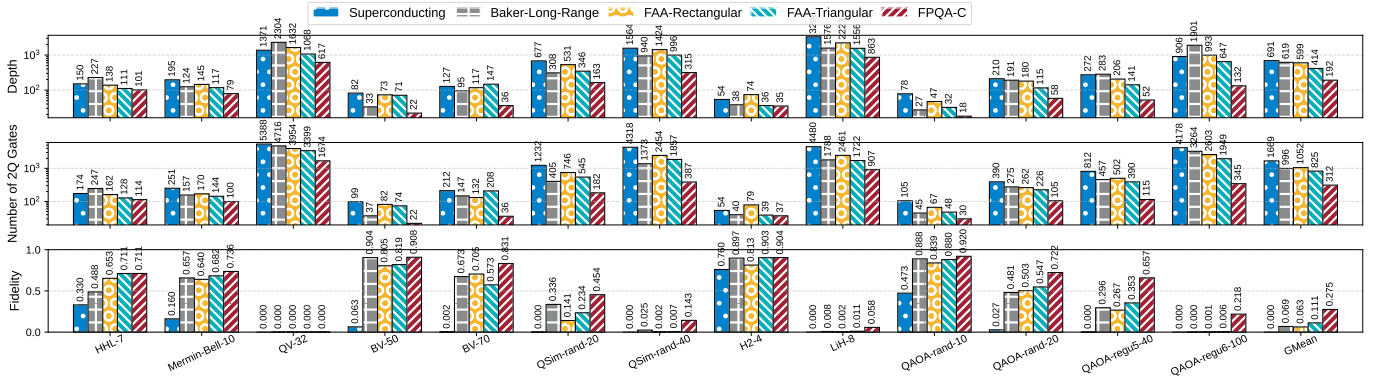 Superconducting Baker-Long-Range FAA-Rectangular FAA-Triangular FPQA-C
Depth
10³
10²
150 227 138 111 101
195 124 145 117 79
1371 2304 1632 1068 617
82 33 73 71 22
127 95 117 147 36
677 308 531 346 163
1564 940 1424 996 315
54 38 74 36 35
1576 1556 863
78 27 47 32 18
210 191 180 115 58
272 283 206 141 52
906 1901 993 647 132
691 619 599 414 192
Number of 2Q Gates
10³
10²
174 247 162 128 114
251 157 170 144 100
5388 4716 3954 3399 1674
99 37 82 74 22
212 147 132 208 36
1232 405 746 545 182
4318 1373 2454 1857 387
54 40 79 39 37
4480 1788 2461 1722 907
105 45 67 48 30
390 275 262 226 105
812 457 502 390 115
4178 3264 2603 1949 345
1669 996 1052 825 312
Fidelity
1.0
0.5
0.0
0.330 0.488 0.653 0.711 0.711
0.160 0.657 0.640 0.682 0.736
0.000 0.000 0.000 0.000 0.000
0.063 0.904 0.805 0.819 0.908
0.002 0.673 0.705 0.573 0.831
0.000 0.336 0.141 0.234 0.454
0.000 0.025 0.002 0.007 0.143
0.760 0.897 0.813 0.903 0.904
0.000 0.008 0.002 0.011 0.058
0.473 0.888 0.839 0.880 0.920
0.027 0.481 0.503 0.547 0.722
0.000 0.296 0.267 0.353 0.657
0.000 0.000 0.001 0.006 0.218
0.000 0.069 0.063 0.111 0.275
HHL-7
Mermin-Bell-10
QV-32
BV-50
BV-70
QSim-rand-20
QSim-rand-40
H2-4
LiH-8
QAOA-rand-10
QAOA-rand-20
QAOA-regu5-40
QAOA-regu6-100
GMean